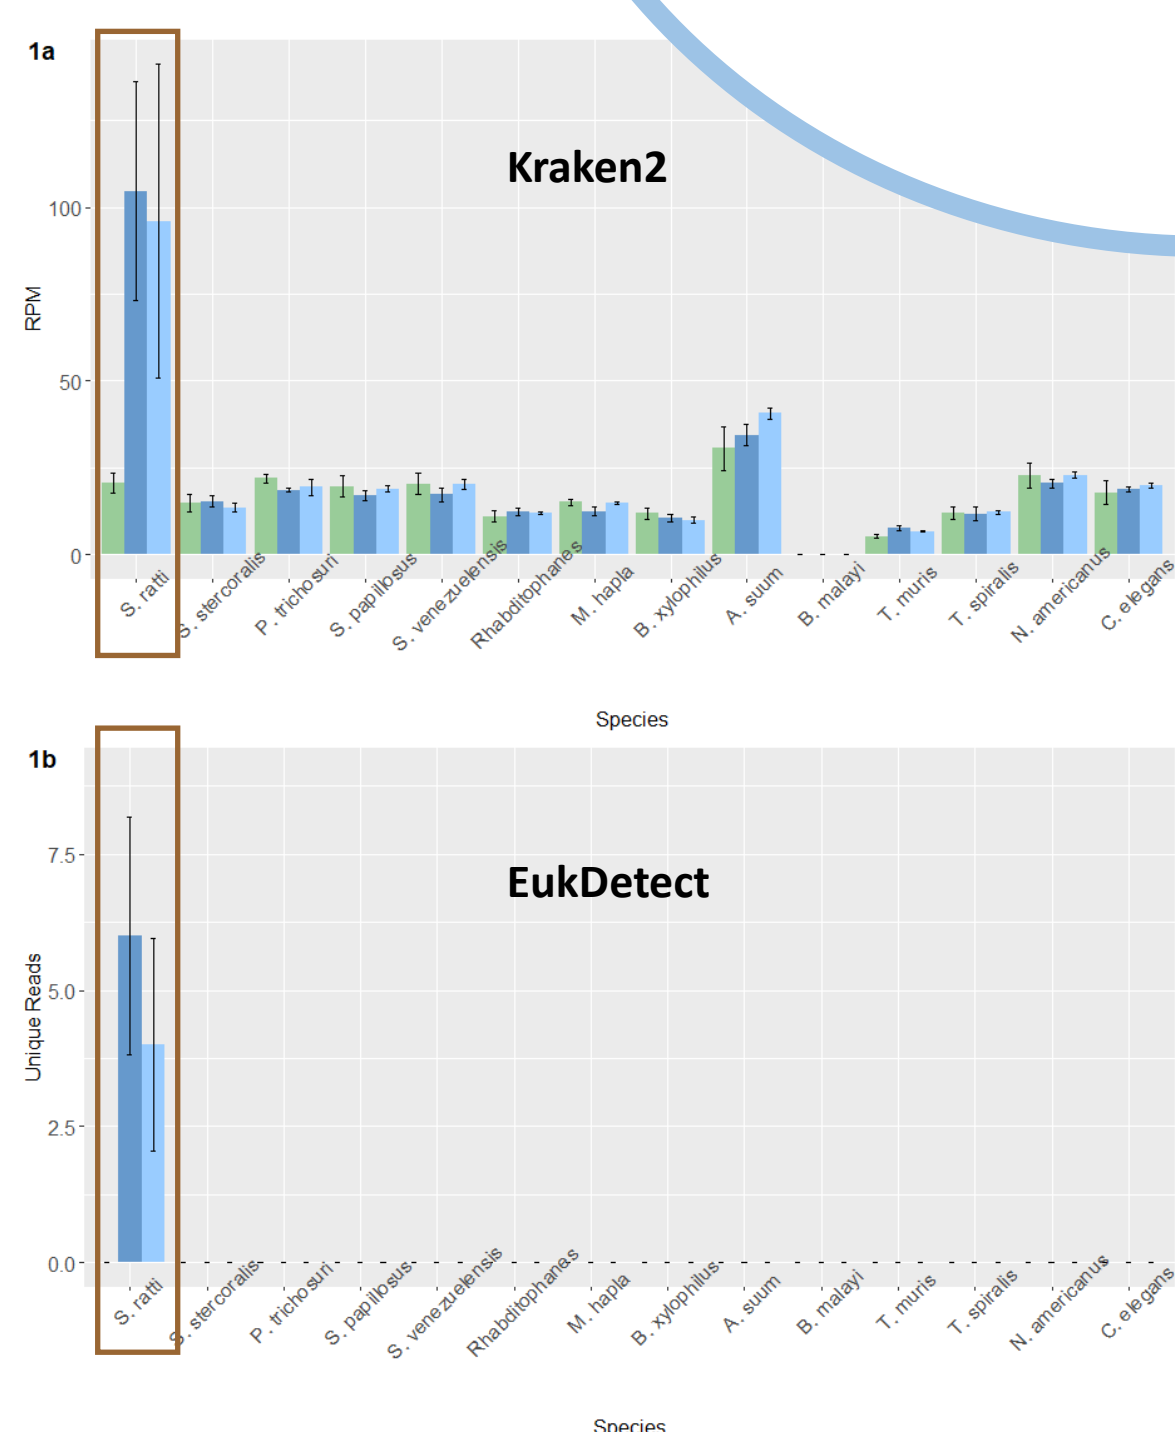 1a
Kraken2
RPM
100
50
0
S. ratti
S. stercoralis
P. trichosuri
S. papillosus
S. venezuelensis
Rhabditophanes
M. hapla
B. xylophilus
A. suum
B. malayi
T. muris
T. spiralis
N. americanus
C. elegans
Species
1b
EukDetect
Unique Reads
7.5
5.0
2.5
0.0
S. ratti
S. stercoralis
P. trichosuri
S. papillosus
S. venezuelensis
Rhabditophanes
M. hapla
B. xylophilus
A. suum
B. malayi
T. muris
T. spiralis
N. americanus
C. elegans
Species